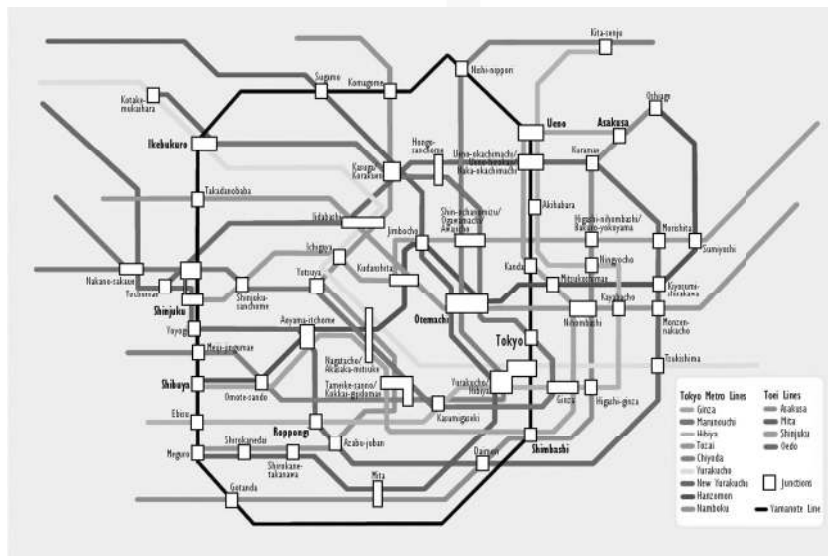 Kita-senju
Nishi-nippori
Sugamo
Komagome
Kotake-
mukaihara
Oshiage
Ueno
Asakusa
Ikebukuro
Hongo-
sanchome
Ueno-okachimachi/
Naka-okachimachi
Kuramae
Kasuga/
Korakuen
Takadanobaba
Akihabara
Iidabashi
Shin-ochanomizu/
Ogawamachi/
Awajicho
Higashi-nihombashi/
Bakuro-yokoyama
Jimbocho
Morishita
Ichigaya
Sumiyoshi
Kudanshita
Kanda
Ningyocho
Nakano-sakaue
Yotsuya
Mitsukoshimae
Kiyosumi-
Shinjuku-
sanchome
Kayabacho
Shinjuku
Otemachi
Nihombashi
Monzen-
nakacho
Aoyama-itchome
Yoyogi
Tokyo
Meiji-jingumae
Nagatacho/
Akasaka-mitsuke
Tsukishima
Shibuya
Tameike-sanno/
Kokkai-gijidomae
Yurakucho/
Hibiya
Omote-sando
Ginza
Higashi-ginza
Kasumigaseki
Ebisu
Roppongi
Azabu-juban
Shimbashi
Shirokanedai
Meguro
Shirokane-
takanawa
Daimon
Mita
Gotanda
Tokyo Metro Lines
Ginza
Marunouchi
Hibiya
Tozai
Chiyoda
Yurakucho
New Yurakucho
Hanzomon
Namboku
Toei Lines
Asakusa
Mita
Shinjuku
Oedo
Junctions
Yamanote Line